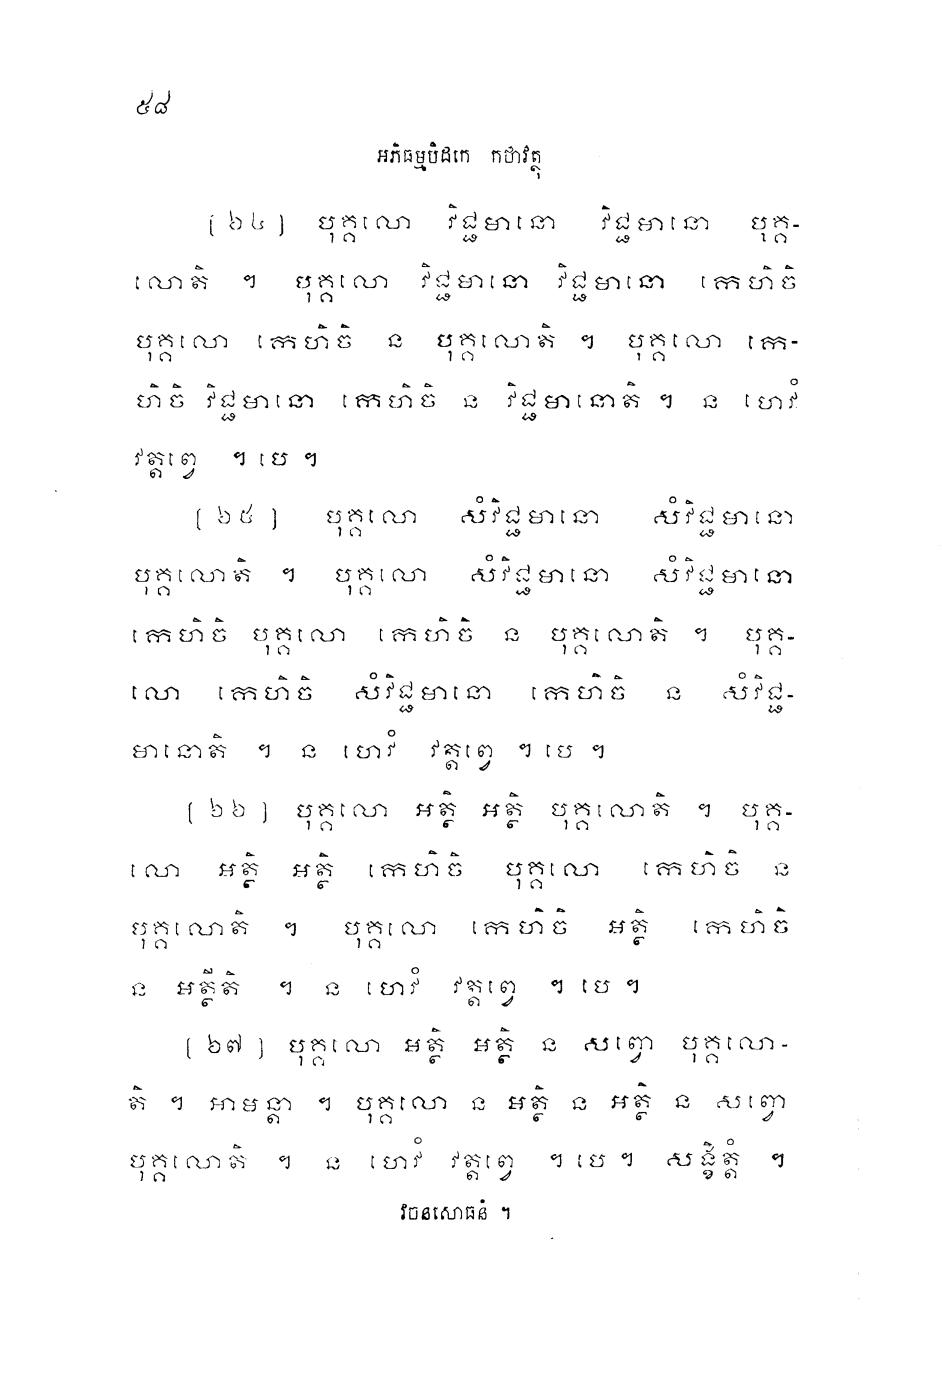 ៥៨
អភិធម្មបិដកេ កថាវត្ថុ
[៦៤] បុគ្គលោ វិជ្ជមានោ វិជ្ជមានោ បុគ្គ-
លោតិ ។ បុគ្គលោ វិជ្ជមានោ វិជ្ជមានោ កេហិចិ
បុគ្គលោ កេហិចិ ន បុគ្គលោតិ ។ បុគ្គលោ កេ-
ហិចិ វិជ្ជមានោ កេហិចិ ន វិជ្ជមានោតិ ។ ន ហេវំ
វត្តព្វេ ។ បេ ។
[៦៥] បុគ្គលោ សំវិជ្ជមានោ សំវិជ្ជមានោ
បុគ្គលោតិ ។ បុគ្គលោ សំវិជ្ជមានោ សំវិជ្ជមានោ
កេហិចិ បុគ្គលោ កេហិចិ ន បុគ្គលោតិ ។ បុគ្គ-
លោ កេហិចិ សំវិជ្ជមានោ កេហិចិ ន សំវិជ្ជ-
មានោតិ ។ ន ហេវំ វត្តព្វេ ។ បេ ។
[៦៦] បុគ្គលោ អត្ថិ អត្ថិ បុគ្គលោតិ ។ បុគ្គ-
លោ អត្ថិ អត្ថិ កេហិចិ បុគ្គលោ កេហិចិ ន
បុគ្គលោតិ ។ បុគ្គលោ កេហិចិ អត្ថិ កេហិចិ
ន អត្ថីតិ ។ ន ហេវំ វត្តព្វេ ។ បេ ។
[៦៧] បុគ្គលោ អត្ថិ អត្ថិ ន សព្វោ បុគ្គលោ-
តិ ។ អាមន្តា ។ បុគ្គលោ ន អត្ថិ ន អត្ថិ ន សព្វោ
បុគ្គលោតិ ។ ន ហេវំ វត្តព្វេ ។ បេ ។ សង្ខិត្តំ ។
វចនសោធនំ ។